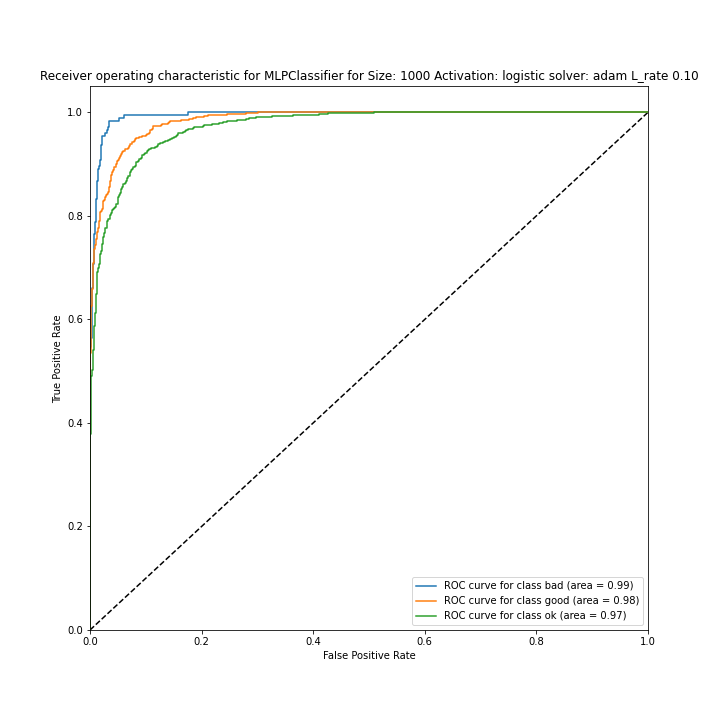 Receiver operating characteristic for MLPClassifier for Size: 1000 Activation: logistic solver: adam L_rate 0.10
1.0
0.8
0.6
True Positive Rate
0.4
0.2
0.0
ROC curve for class bad (area = 0.99)
ROC curve for class good (area = 0.98)
ROC curve for class ok (area = 0.97)
0.0 0.2 0.4 0.6 0.8 1.0
False Positive Rate